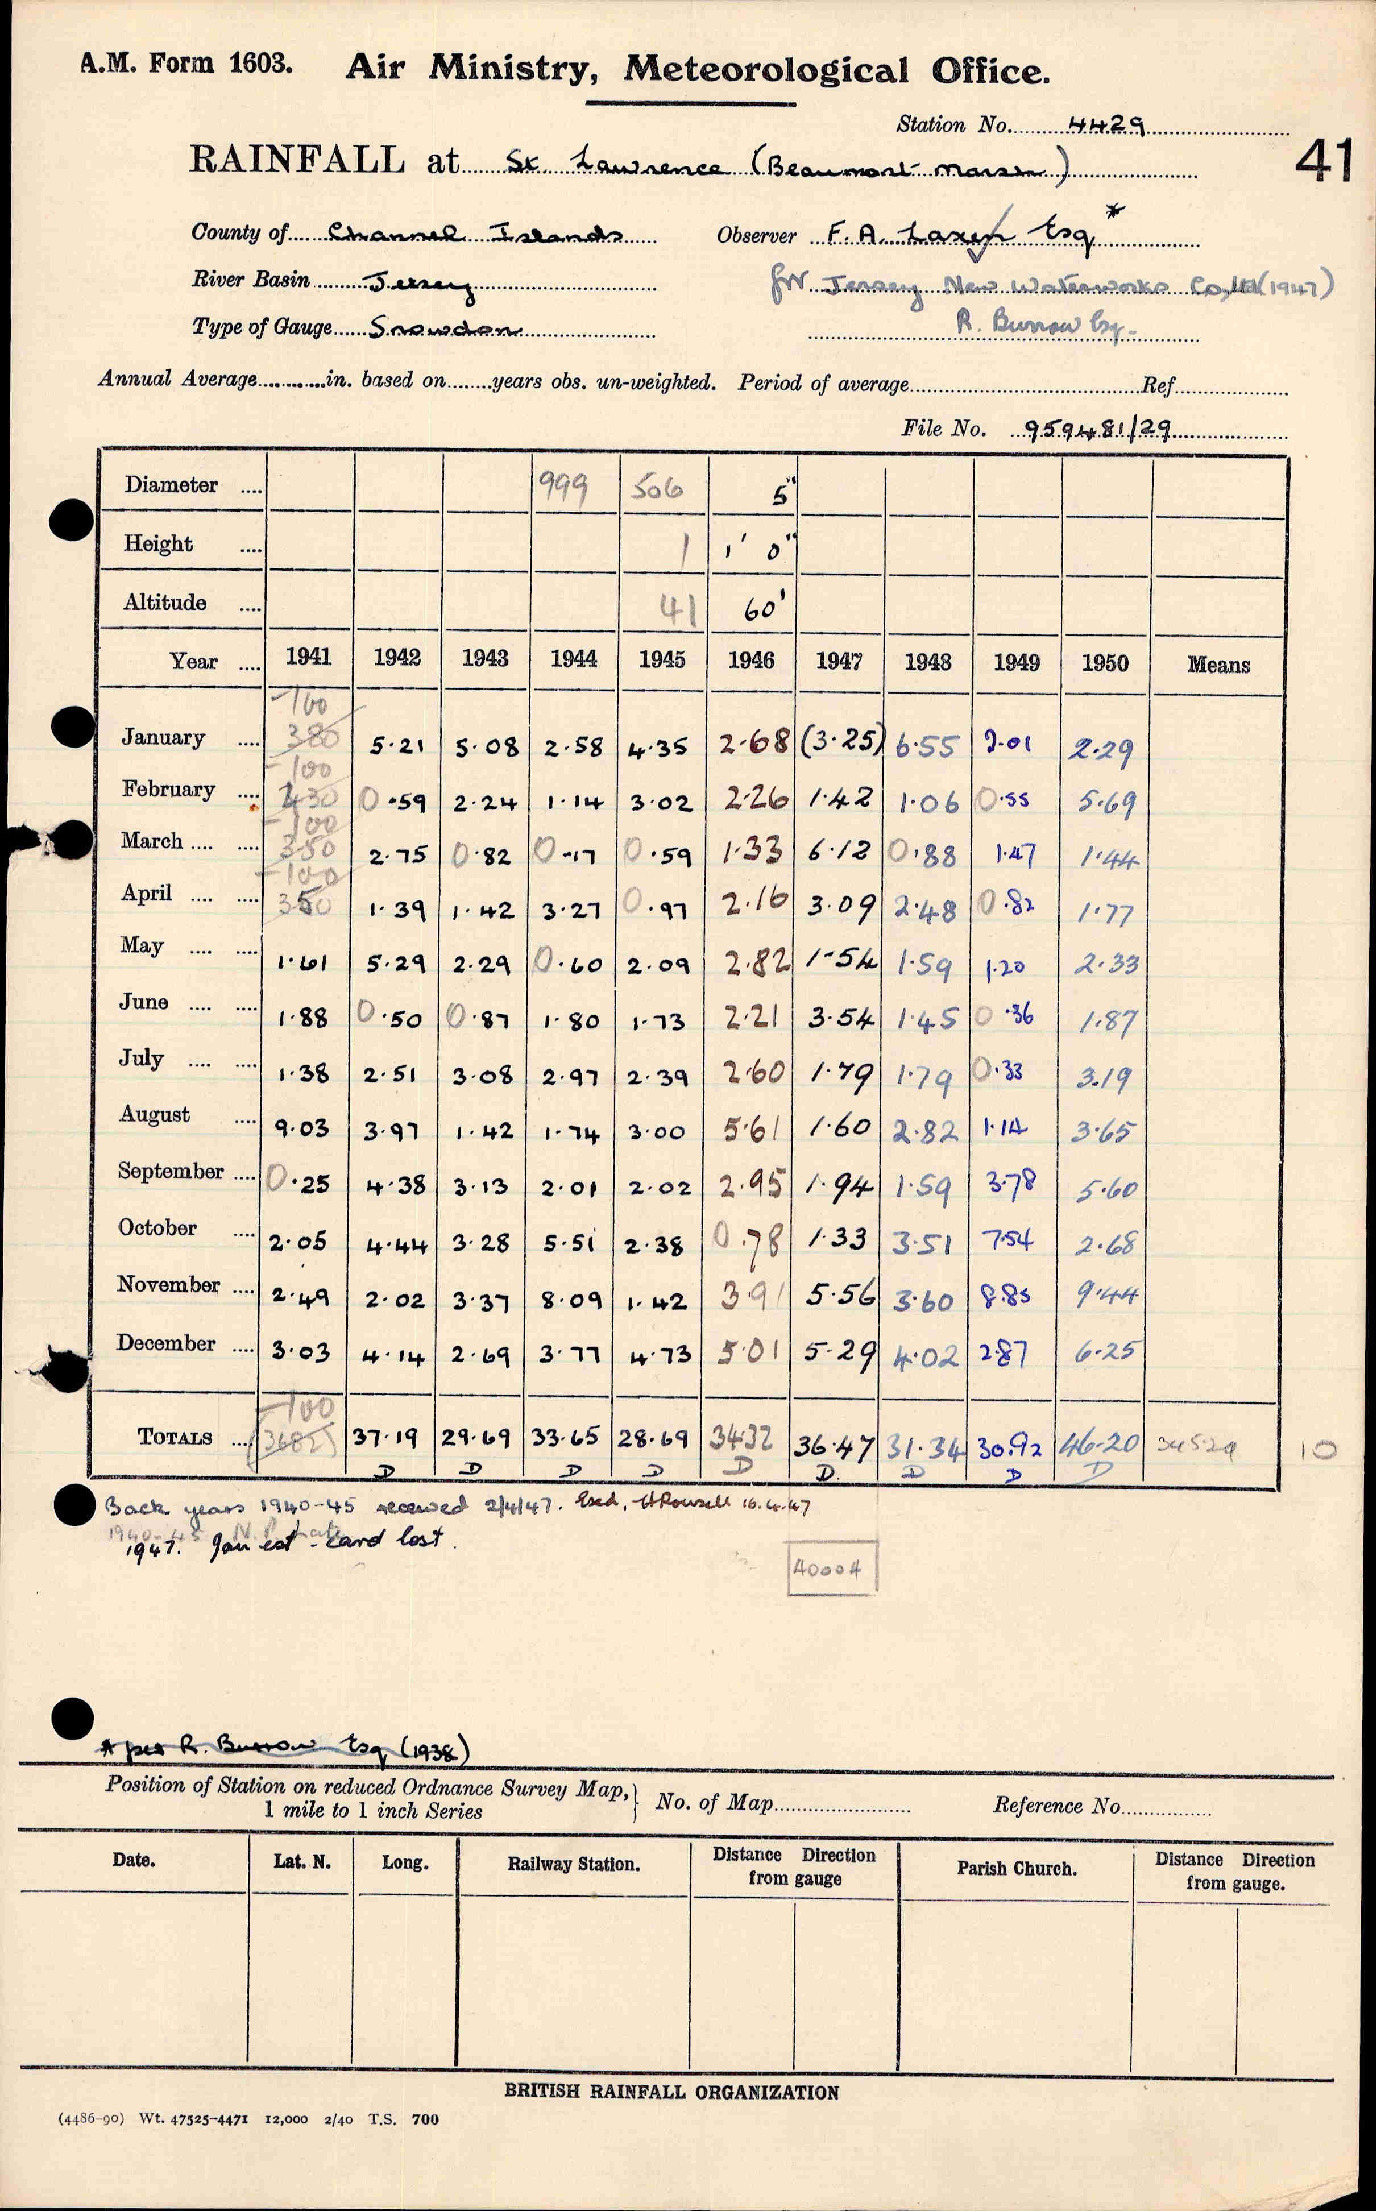 A.M. Form 1603. Air Ministry, Meteorological Office.
Station No. 4429
RAINFALL at St Lawrence (Beaumont Marsh) 41
County of Channel Islands Observer F. A. Laxen Esq *
River Basin Jersey for Jersey New Waterworks Co, Ltd (1947)
Type of Gauge Snowdon R. Burrow Esq.
Annual Average............in. based on........years obs. un-weighted. Period of average Ref
File No. 959481/29
Diameter .... 999 506 5"
Height .... 1 1' 0"
Altitude .... 41 60'
Year .... 1941 1942 1943 1944 1945 1946 1947 1948 1949 1950 Means
-100
January .... 380 5.21 5.08 2.58 4.35 2.68 (3.25) 6.55 2.01 2.29
-100
February .... 430 0.59 2.24 1.14 3.02 2.26 1.42 1.06 0.55 5.69
-100
March .... .... 350 2.75 0.82 0.17 0.59 1.33 6.12 0.88 1.47 1.44
-100
April .... .... 350 1.39 1.42 3.27 0.97 2.16 3.09 2.48 0.82 1.77
May .... .... 1.61 5.29 2.29 0.60 2.09 2.82 1.54 1.59 1.20 2.33
June .... .... 1.88 0.50 0.87 1.80 1.73 2.21 3.54 1.45 0.36 1.87
July .... .... 1.38 2.51 3.08 2.97 2.39 2.60 1.79 1.79 0.33 3.19
August .... 9.03 3.97 1.42 1.74 3.00 5.61 1.60 2.82 1.14 3.65
September .... 0.25 4.38 3.13 2.01 2.02 2.95 1.94 1.59 3.78 5.60
October .... 2.05 4.44 3.28 5.51 2.38 0.78 1.33 3.51 7.54 2.68
November .... 2.49 2.02 3.37 8.09 1.42 3.91 5.56 3.60 8.85 9.44
December .... 3.03 4.14 2.69 3.77 4.73 5.01 5.29 4.02 2.87 6.25
-100
TOTALS .... (3682) 37.19 29.69 33.65 28.69 34.32 36.47 31.34 30.92 46.20 34529 10
D D D D D D D D D
Back years 1940-45 received 2/4/47. Exd, Rousell 16.4.47
1940-45
1947. Jan est - card lost.
40004
* per R. Burrow Esq (1938)
Position of Station on reduced Ordnance Survey Map,
1 mile to 1 inch Series
No. of Map Reference No.
Date. Lat. N. Long. Railway Station. Distance Direction from gauge Parish Church. Distance Direction from gauge.
BRITISH RAINFALL ORGANIZATION
(4486-90) Wt. 47525-4471 12,000 2/40 T.S. 700